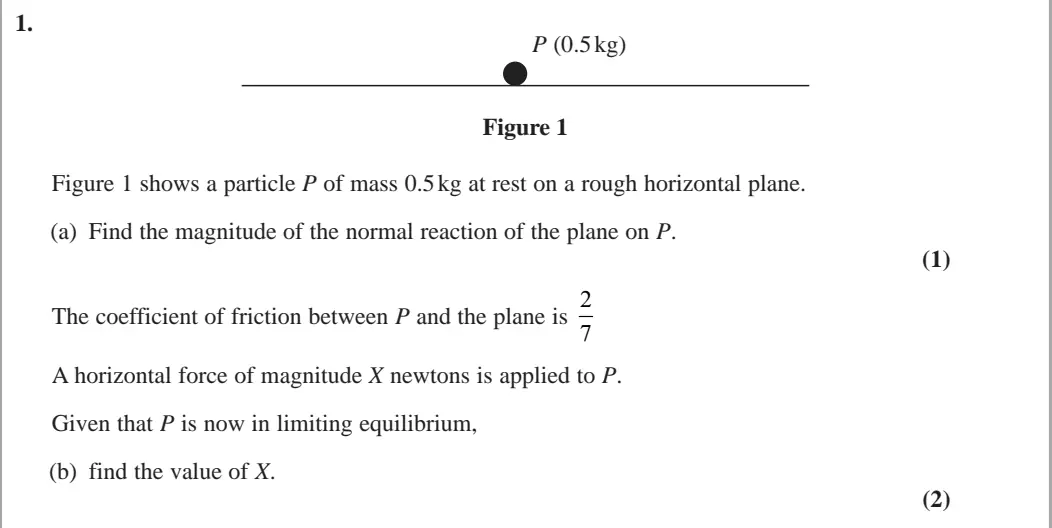 1.
P (0.5 kg)
Figure 1
Figure 1 shows a particle P of mass 0.5 kg at rest on a rough horizontal plane.
(a) Find the magnitude of the normal reaction of the plane on P.
(1)
The coefficient of friction between P and the plane is 2/7
A horizontal force of magnitude X newtons is applied to P.
Given that P is now in limiting equilibrium,
(b) find the value of X.
(2)